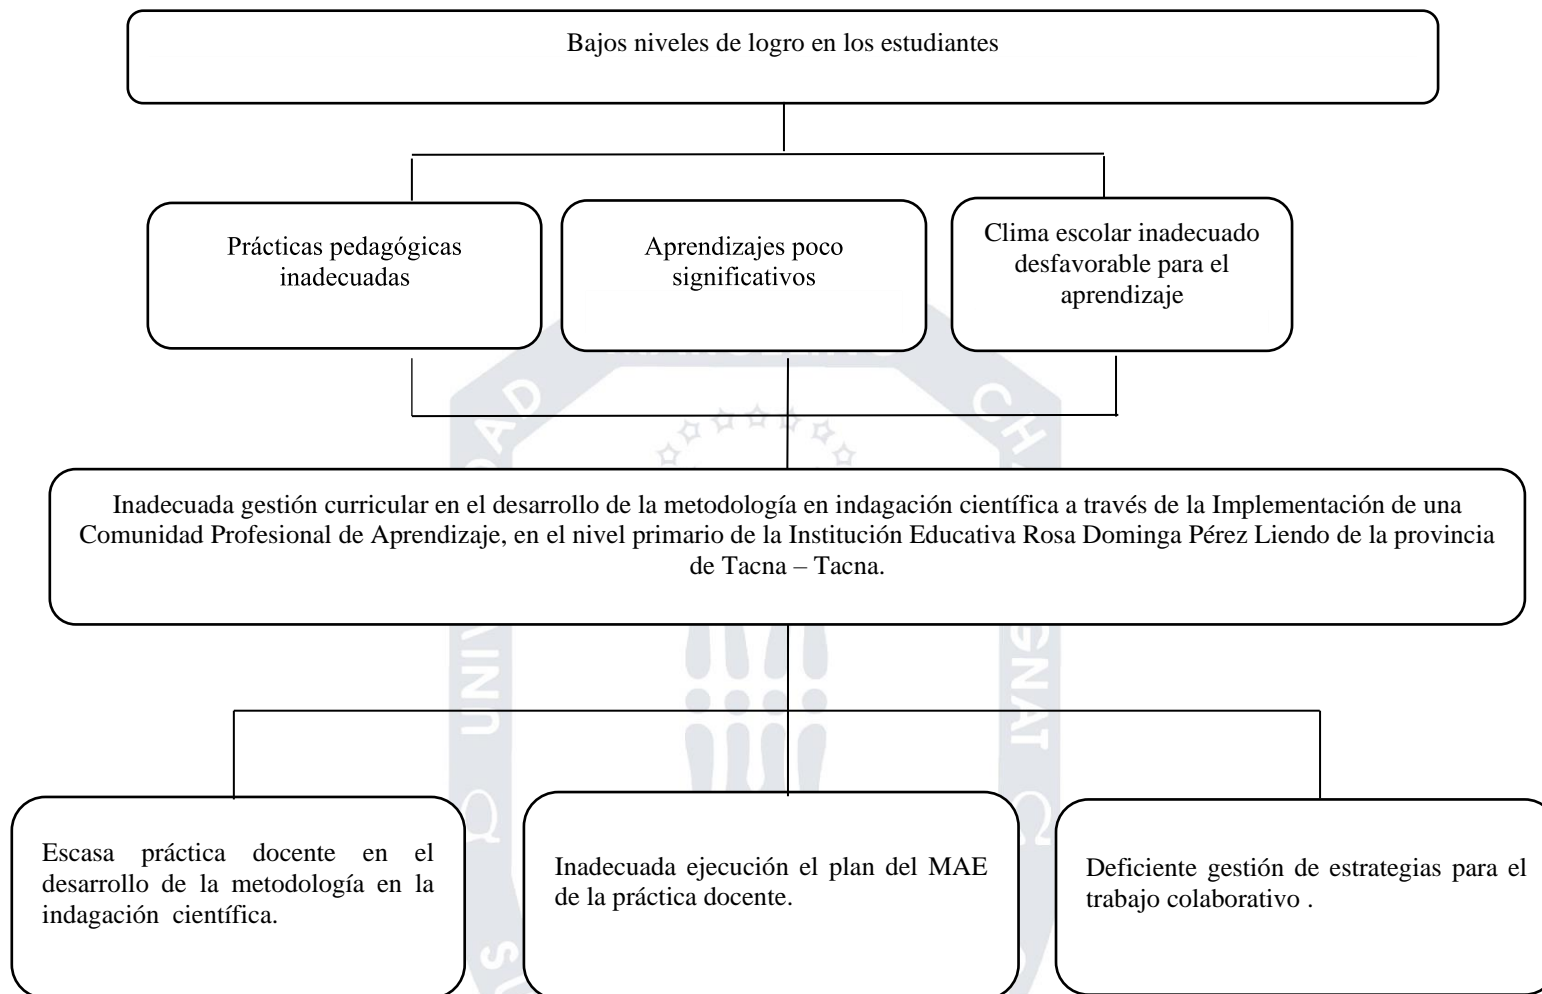 Bajos niveles de logro en los estudiantes
Prácticas pedagógicas
inadecuadas
Aprendizajes poco
significativos
Clima escolar inadecuado
desfavorable para el
aprendizaje
Inadecuada gestión curricular en el desarrollo de la metodología en indagación científica a través de la Implementación de una
Comunidad Profesional de Aprendizaje, en el nivel primario de la Institución Educativa Rosa Dominga Pérez Liendo de la provincia
de Tacna – Tacna.
Escasa práctica docente en el
desarrollo de la metodología en la
indagación científica.
Inadecuada ejecución el plan del MAE
de la práctica docente.
Deficiente gestión de estrategias para el
trabajo colaborativo .